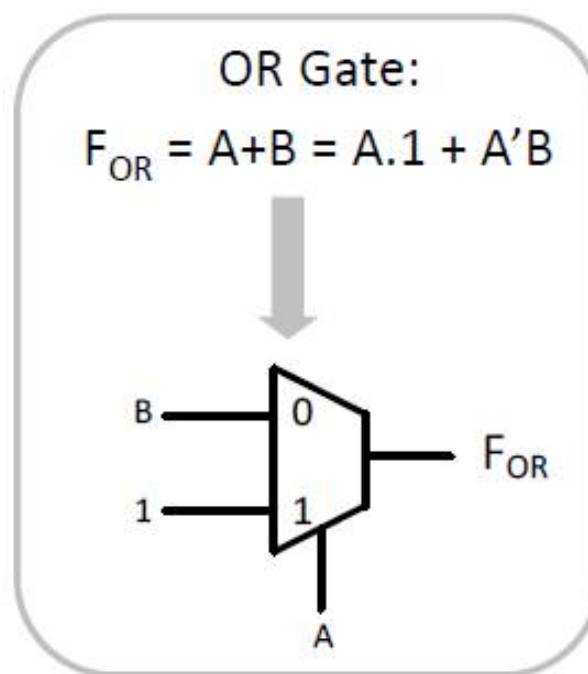 OR Gate:
F_OR = A+B = A.1 + A’B
B 0
F_OR
1 1
A